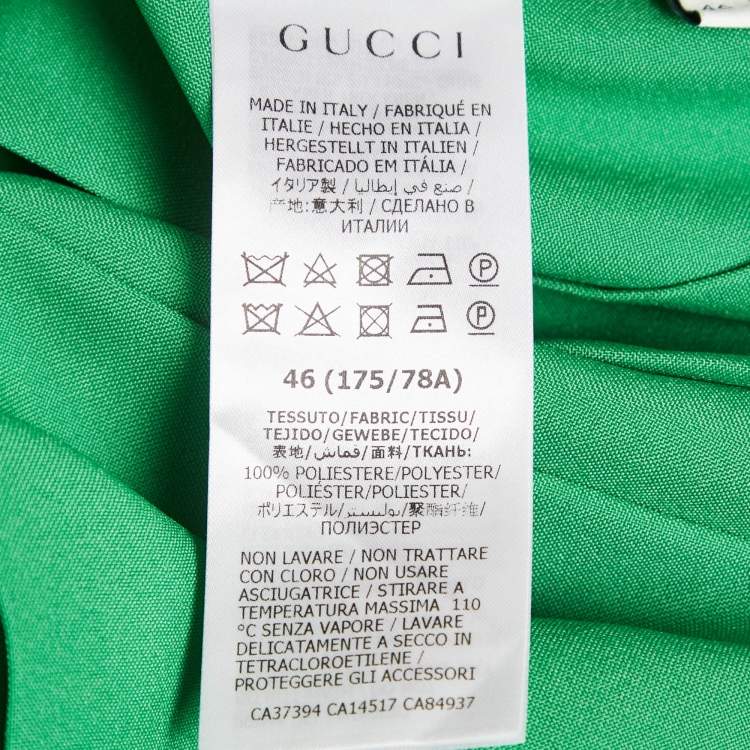 GUCCI
MADE IN ITALY / FABRIQUÉ EN
ITALIE / HECHO EN ITALIA /
HERGESTELLT IN ITALIEN /
FABRICADO EM ITÁLIA /
イタリア製 / صنع في إيطاليا /
产地:意大利 / СДЕЛАНО В
ИТАЛИИ
P
P
46 (175/78A)
TESSUTO/FABRIC/TISSU/
TEJIDO/GEWEBE/TECIDO/
表地/قماش/面料/ТКАНЬ:
100% POLIESTERE/POLYESTER/
POLIÉSTER/POLIESTER/
ポリエステル/بوليستر/聚酯纤维/
ПОЛИЭСТЕР
NON LAVARE / NON TRATTARE
CON CLORO / NON USARE
ASCIUGATRICE / STIRARE A
TEMPERATURA MASSIMA 110
°C SENZA VAPORE / LAVARE
DELICATAMENTE A SECCO IN
TETRACLOROETILENE /
PROTEGGERE GLI ACCESSORI
CA37394 CA14517 CA84937